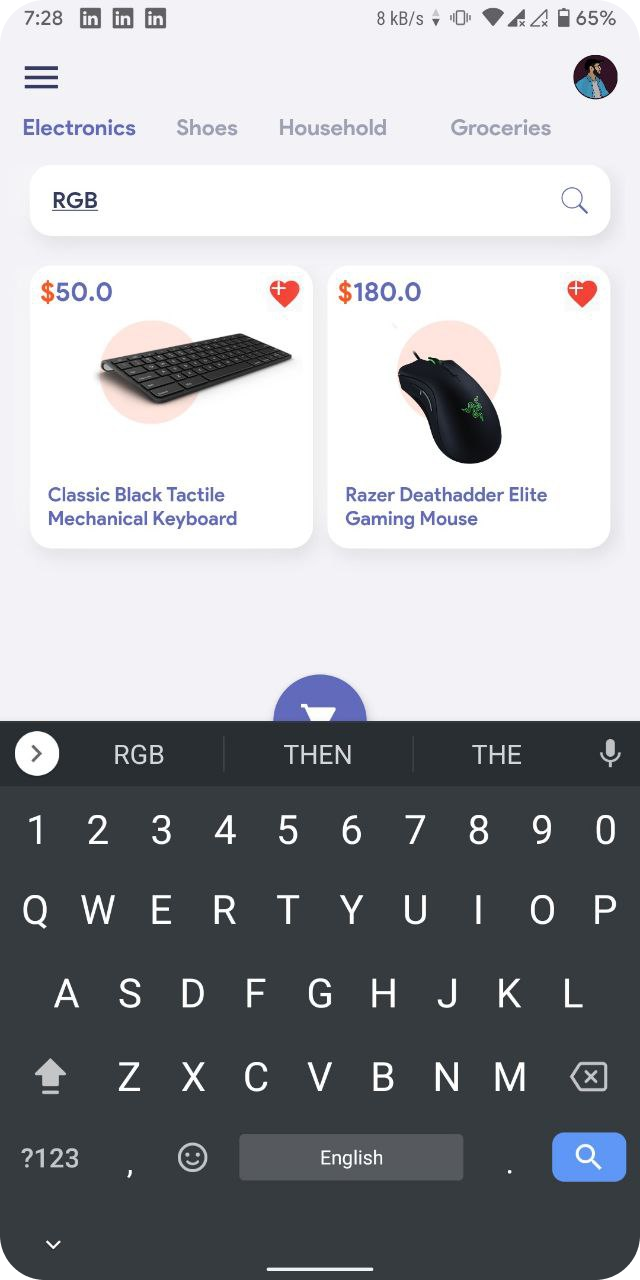 7:28 in in in 8 kB/s 65%
Electronics Shoes Household Groceries
RGB
$50.0
Classic Black Tactile
Mechanical Keyboard
$180.0
Razer Deathadder Elite
Gaming Mouse
RGB THEN THE
1 2 3 4 5 6 7 8 9 0
Q W E R T Y U I O P
A S D F G H J K L
Z X C V B N M
?123 , English .